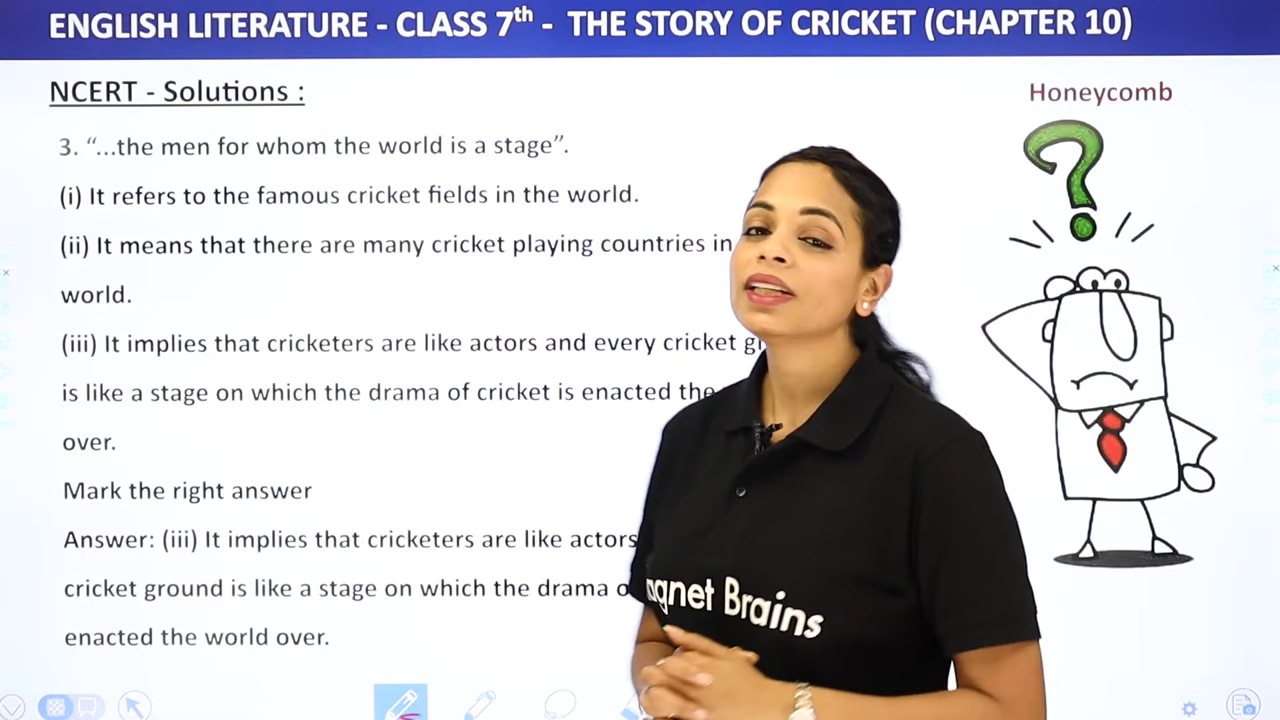 ENGLISH LITERATURE - CLASS 7th - THE STORY OF CRICKET (CHAPTER 10)
NCERT - Solutions :
Honeycomb
3. “...the men for whom the world is a stage”.
(i) It refers to the famous cricket fields in the world.
(ii) It means that there are many cricket playing countries in
world.
(iii) It implies that cricketers are like actors and every cricket
is like a stage on which the drama of cricket is enacted the
over.
Mark the right answer
Answer: (iii) It implies that cricketers are like actors
cricket ground is like a stage on which the drama
enacted the world over.
agnet Brains